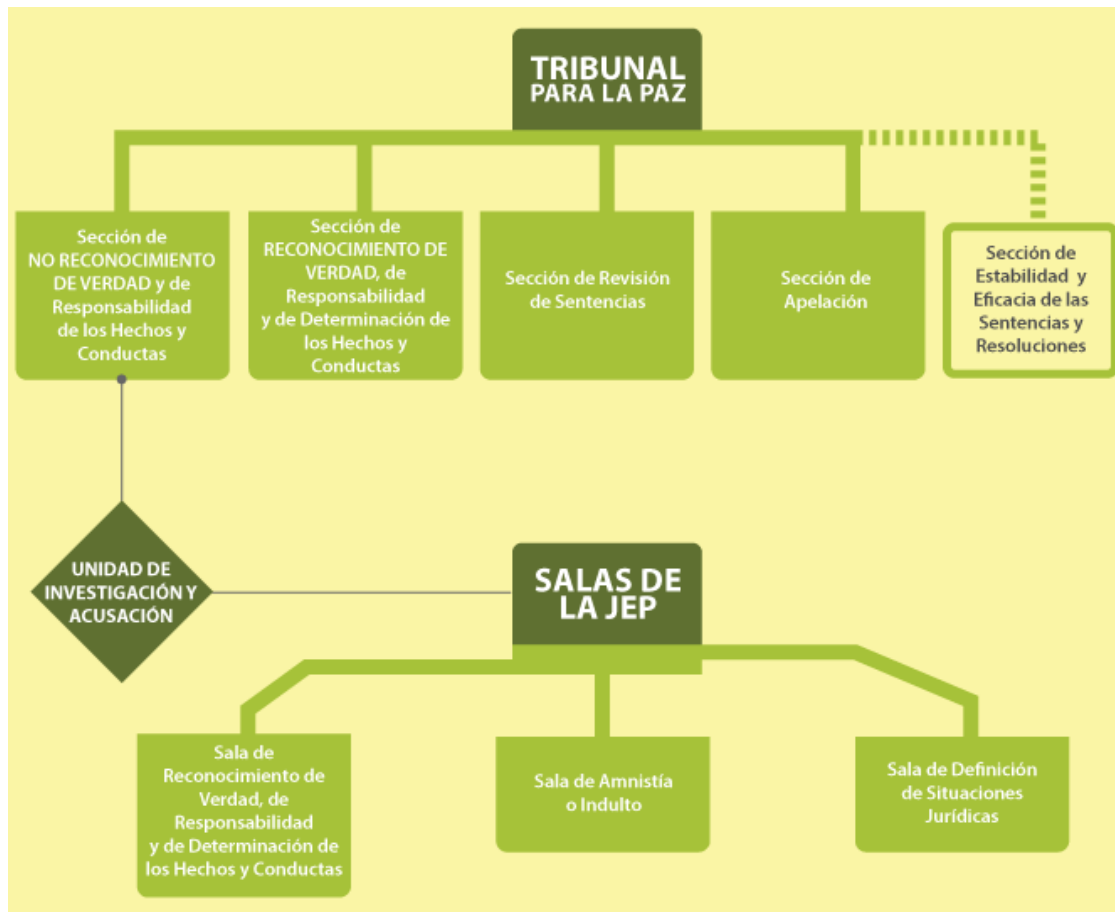 TRIBUNAL
PARA LA PAZ
Sección de
NO RECONOCIMIENTO
DE VERDAD y de
Responsabilidad
de los Hechos y
Conductas
Sección de
RECONOCIMIENTO DE
VERDAD, de
Responsabilidad
y de Determinación de
los Hechos y
Conductas
Sección de Revisión
de Sentencias
Sección de
Apelación
Sección de
Estabilidad y
Eficacia de las
Sentencias y
Resoluciones
UNIDAD DE
INVESTIGACIÓN Y
ACUSACIÓN
SALAS DE
LA JEP
Sala de
Reconocimiento de
Verdad, de
Responsabilidad
y de Determinación de
los Hechos y Conductas
Sala de Amnistía
o Indulto
Sala de Definición
de Situaciones
Jurídicas